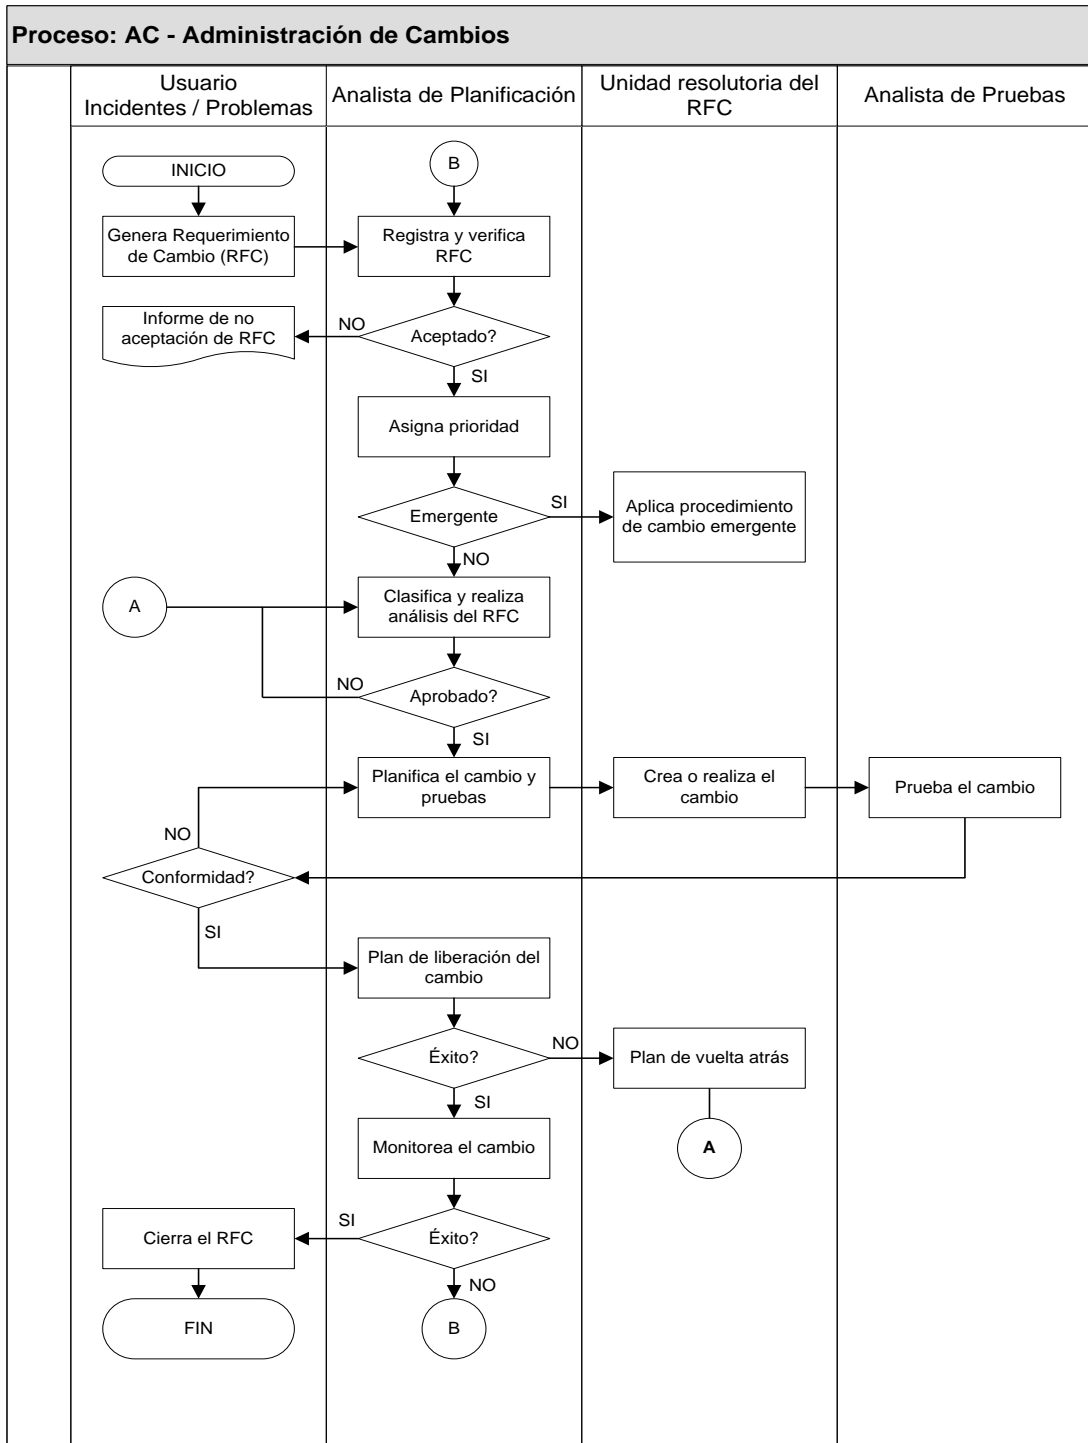 Proceso: AC - Administración de Cambios
Usuario
Incidentes / Problemas
Analista de Planificación
Unidad resolutoria del
RFC
Analista de Pruebas
INICIO
B
Genera Requerimiento
de Cambio (RFC)
Registra y verifica
RFC
Informe de no
aceptación de RFC
NO
Aceptado?
SI
Asigna prioridad
Emergente
SI
Aplica procedimiento
de cambio emergente
NO
A
Clasifica y realiza
análisis del RFC
NO
Aprobado?
SI
Planifica el cambio y
pruebas
Crea o realiza el
cambio
Prueba el cambio
NO
Conformidad?
SI
Plan de liberación del
cambio
Éxito?
NO
Plan de vuelta atrás
SI
Monitorea el cambio
A
Cierra el RFC
SI
Éxito?
NO
FIN
B